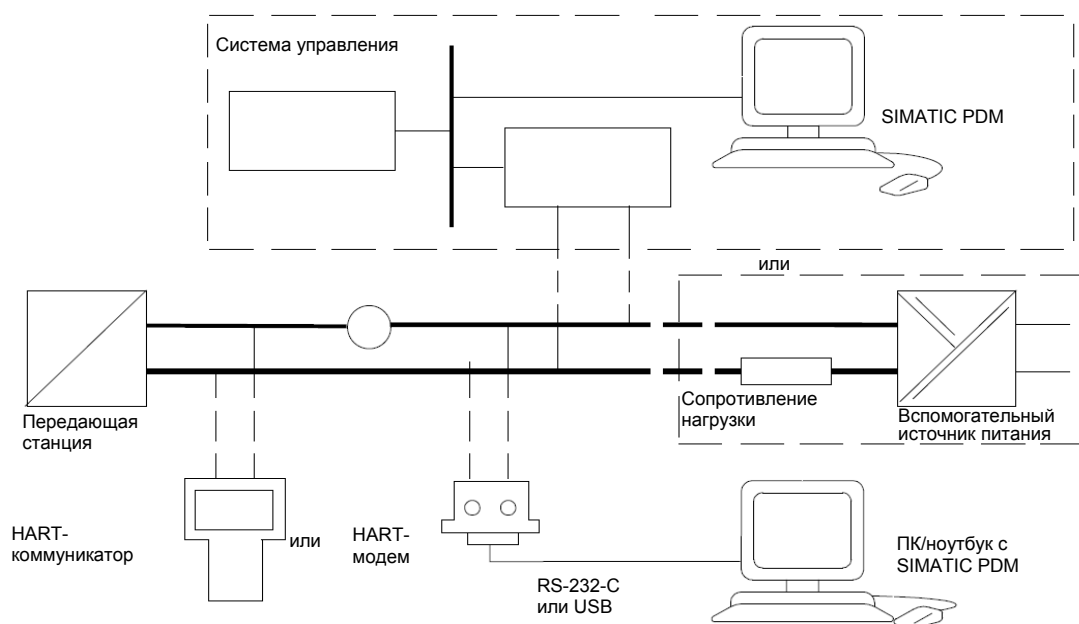 Система управления
SIMATIC PDM
или
Передающая
станция
Сопротивление
нагрузки
Вспомогательный
источник питания
HART-
коммуникатор
или
HART-
модем
RS-232-C
или USB
ПК/ноутбук с
SIMATIC PDM